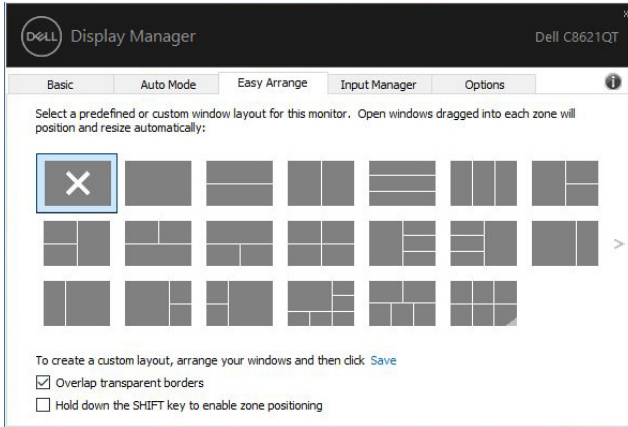 DELL Display Manager
Dell C8621QT
Basic Auto Mode Easy Arrange Input Manager Options
Select a predefined or custom window layout for this monitor. Open windows dragged into each zone will
position and resize automatically:
To create a custom layout, arrange your windows and then click Save
Overlap transparent borders
Hold down the SHIFT key to enable zone positioning